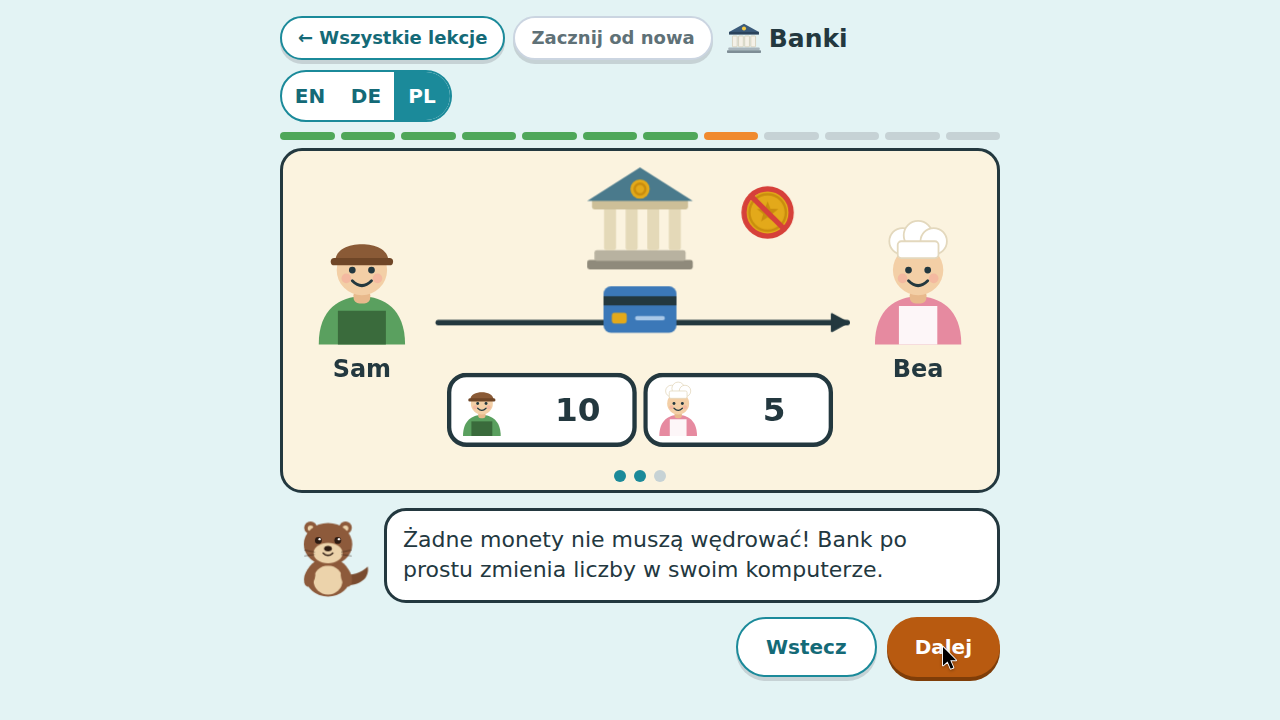 ← Wszystkie lekcje
Zacznij od nowa
Banki
EN DE PL
Sam
Bea
10
5
Żadne monety nie muszą wędrować! Bank po
prostu zmienia liczby w swoim komputerze.
Wstecz
Dalej